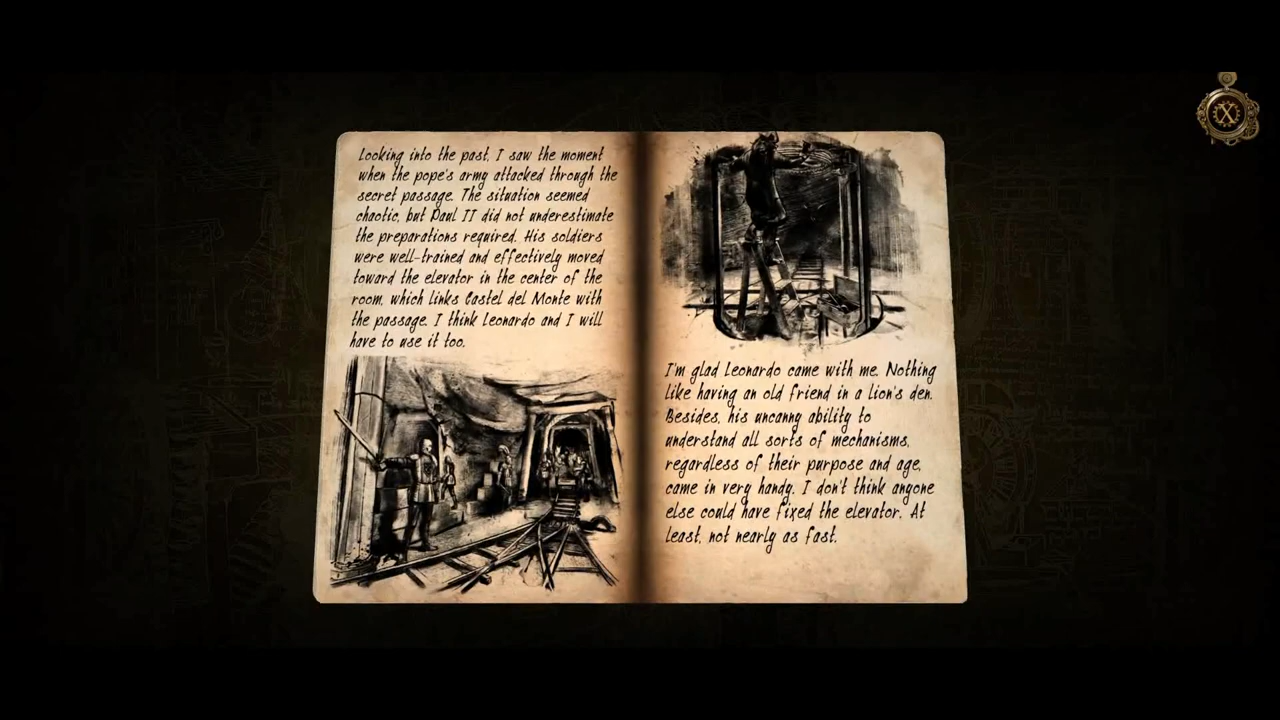 Looking into the past, I saw the moment
when the pope's army attacked through the
secret passage. The situation seemed
chaotic, but Paul II did not underestimate
the preparations required. His soldiers
were well-trained and effectively moved
toward the elevator in the center of the
room, which links Castel del Monte with
the passage. I think Leonardo and I will
have to use it too.
I'm glad Leonardo came with me. Nothing
like having an old friend in a lion's den.
Besides, his uncanny ability to
understand all sorts of mechanisms,
regardless of their purpose and age,
came in very handy. I don't think anyone
else could have fixed the elevator. At
least, not nearly as fast.
X